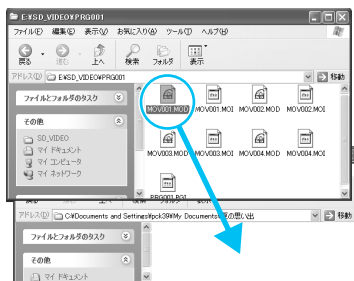 E:¥SD_VIDEO¥PRG001
ファイル(F) 編集(E) 表示(V) お気に入り(A) ツール(T) ヘルプ(H)
戻る 進む 上へ 検索 フォルダ 表示
アドレス(D) E:¥SD_VIDEO¥PRG001 移動
ファイルとフォルダのタスク
その他
SD_VIDEO
マイ ドキュメント
マイ コンピュータ
マイ ネットワーク
MOV001.MOD MOV001.MOI MOV002.MOD MOV002.MOI
MOV003.MOD MOV003.MOI MOV004.MOD MOV004.MOI
PRG001.PGI
アドレス(D) C:¥Documents and Settings¥pck39¥My Documents¥夏の思い出 移動
ファイルとフォルダのタスク
その他
マイ ドキュメント